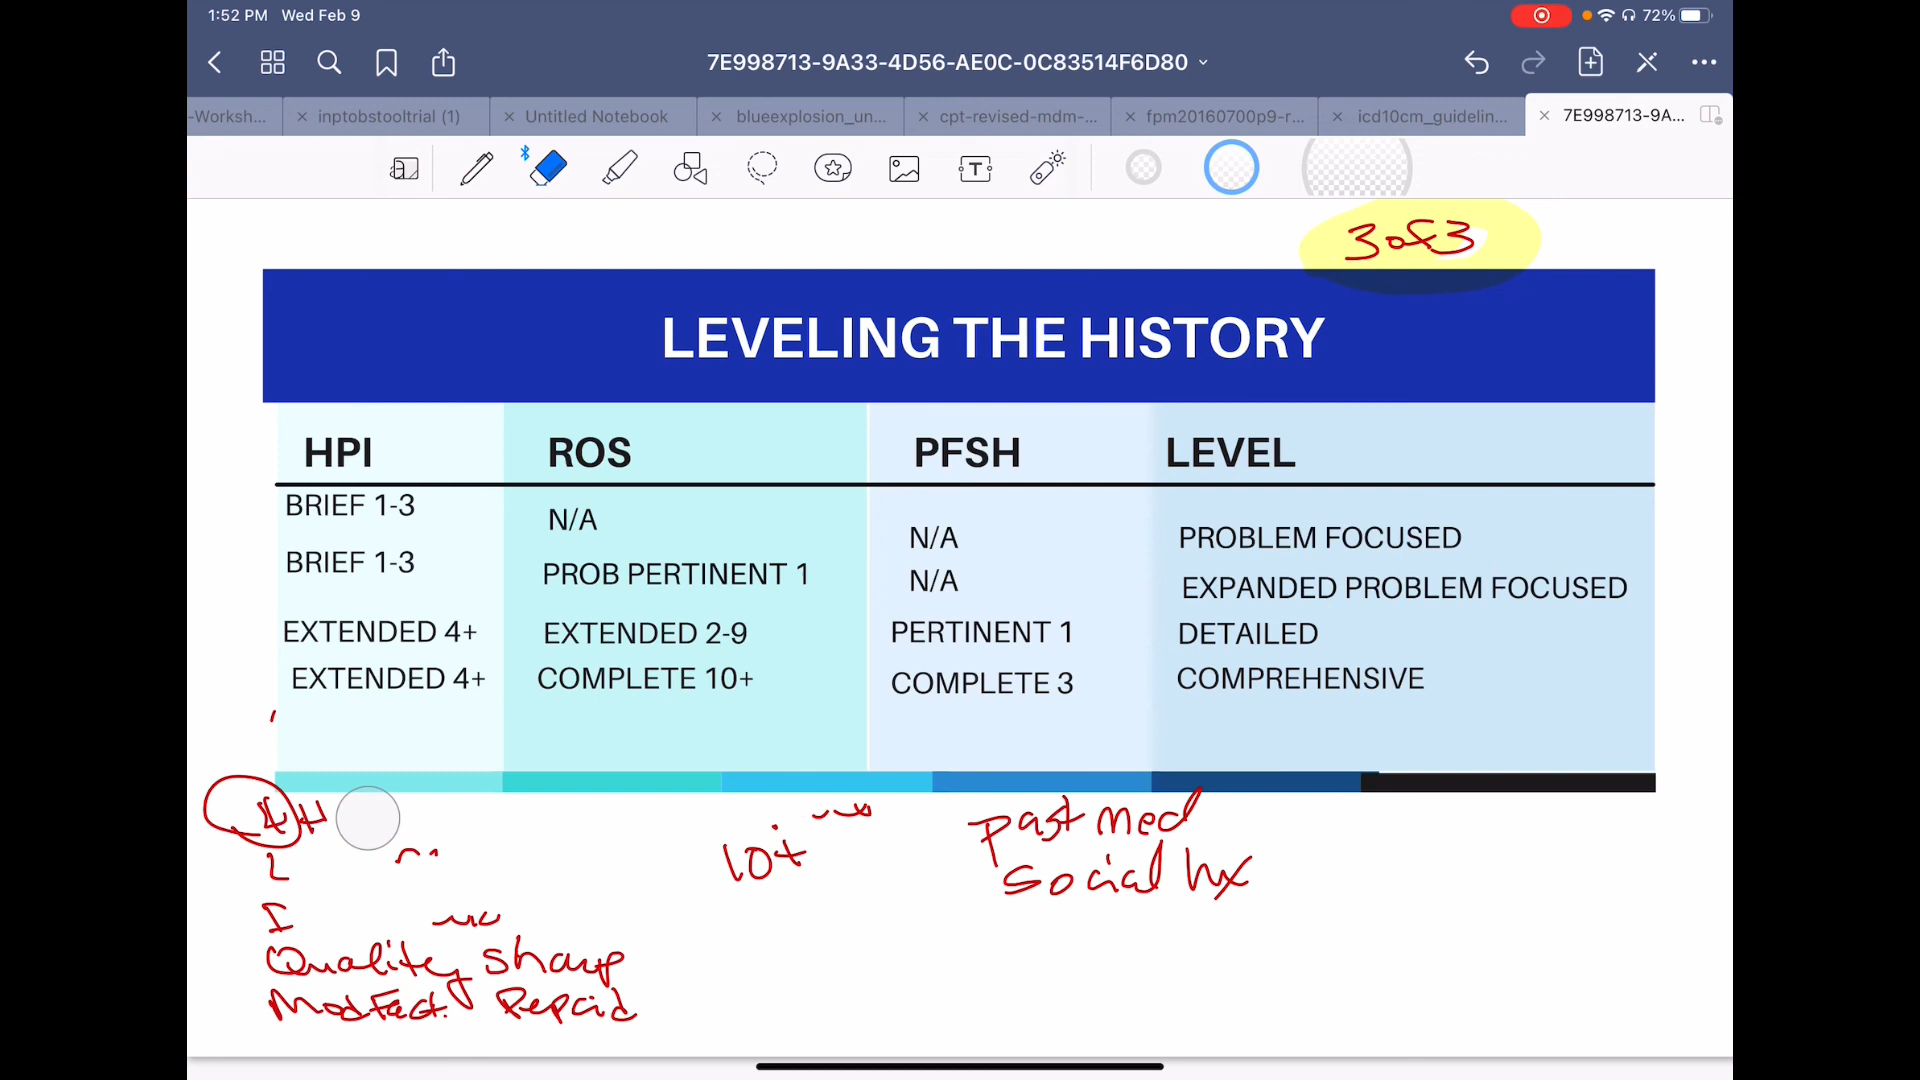 1:52 PM Wed Feb 9
72%
7E998713-9A33-4D56-AE0C-0C83514F6D80
-Worksh...
inptobstooltrial (1)
Untitled Notebook
blueexplosion_un...
cpt-revised-mdm-...
fpm20160700p9-r...
icd10cm_guidelin...
7E998713-9A...
3 of 3
LEVELING THE HISTORY
HPI ROS PFSH LEVEL
BRIEF 1-3 N/A N/A PROBLEM FOCUSED
BRIEF 1-3 PROB PERTINENT 1 N/A EXPANDED PROBLEM FOCUSED
EXTENDED 4+ EXTENDED 2-9 PERTINENT 1 DETAILED
EXTENDED 4+ COMPLETE 10+ COMPLETE 3 COMPREHENSIVE
10+ past med
social hx
L
I
Quality sharp
ModFact. Repcid